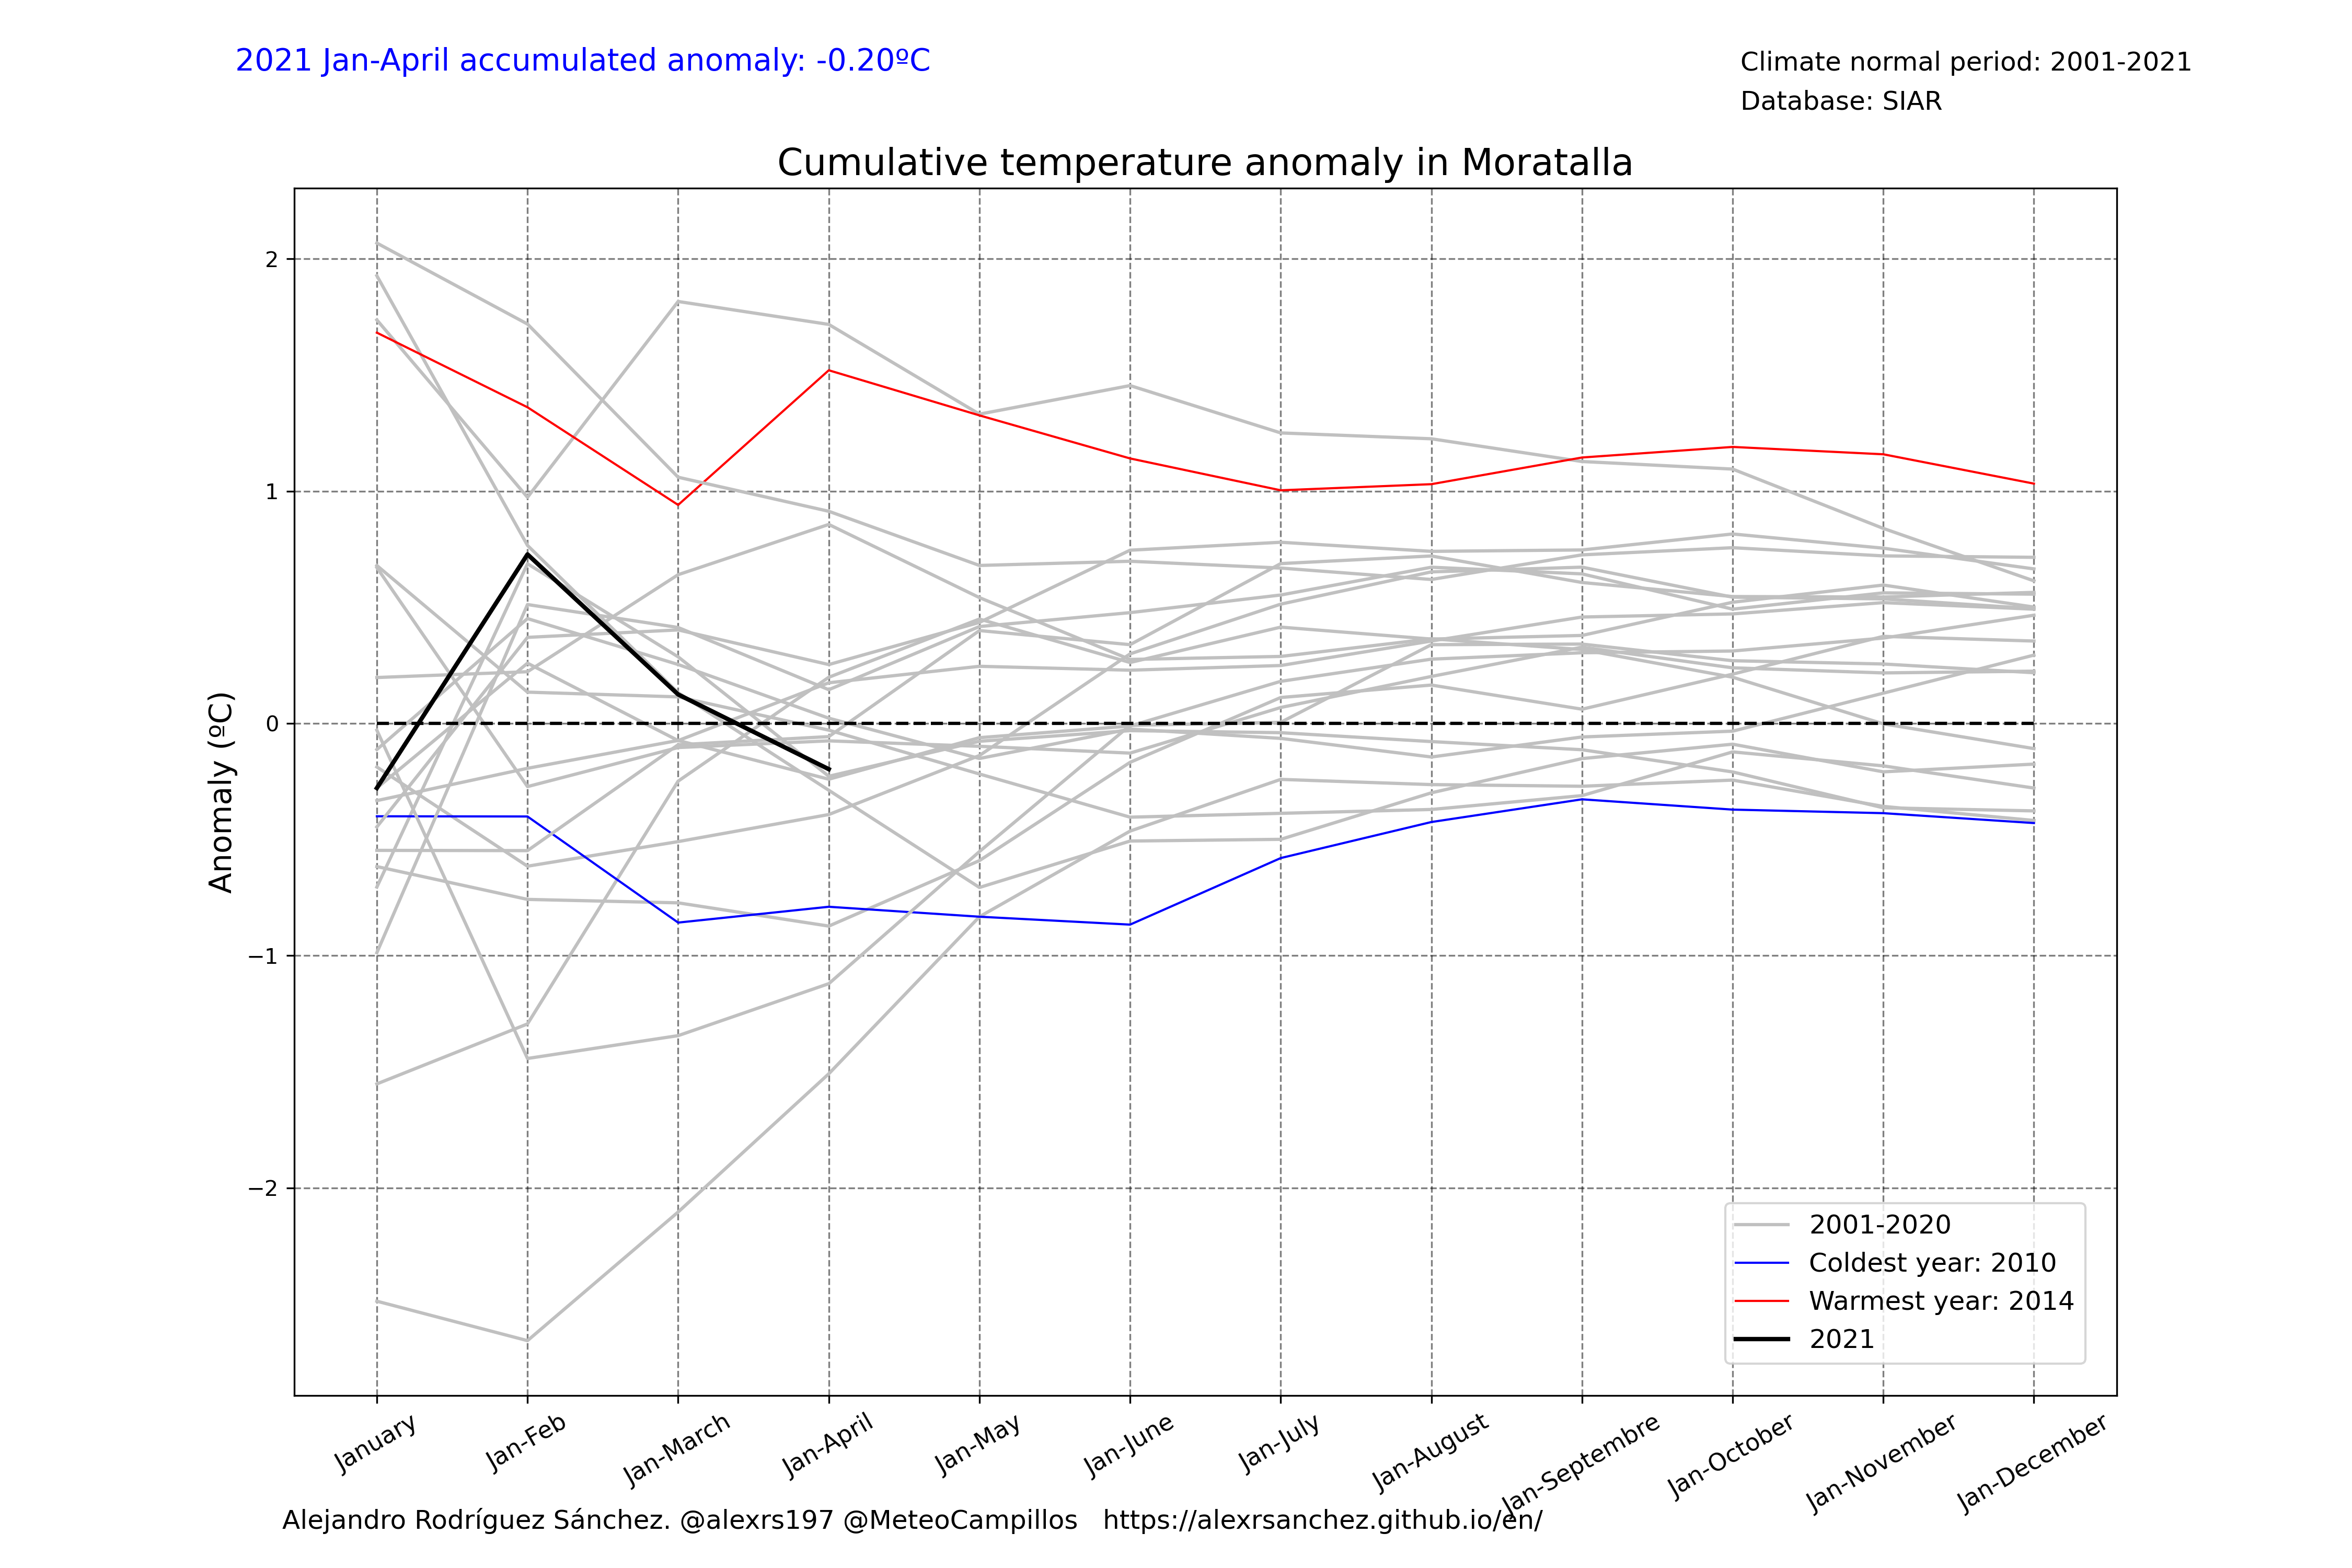 2021 Jan-April accumulated anomaly: -0.20ºC
Climate normal period: 2001-2021
Database: SIAR
Cumulative temperature anomaly in Moratalla
Anomaly (ºC)
2
1
0
−1
−2
2001-2020
Coldest year: 2010
Warmest year: 2014
2021
January
Jan-Feb
Jan-March
Jan-April
Jan-May
Jan-June
Jan-July
Jan-August
Jan-Septembre
Jan-October
Jan-November
Jan-December
Alejandro Rodríguez Sánchez. @alexrs197 @MeteoCampillos https://alexrsanchez.github.io/en/